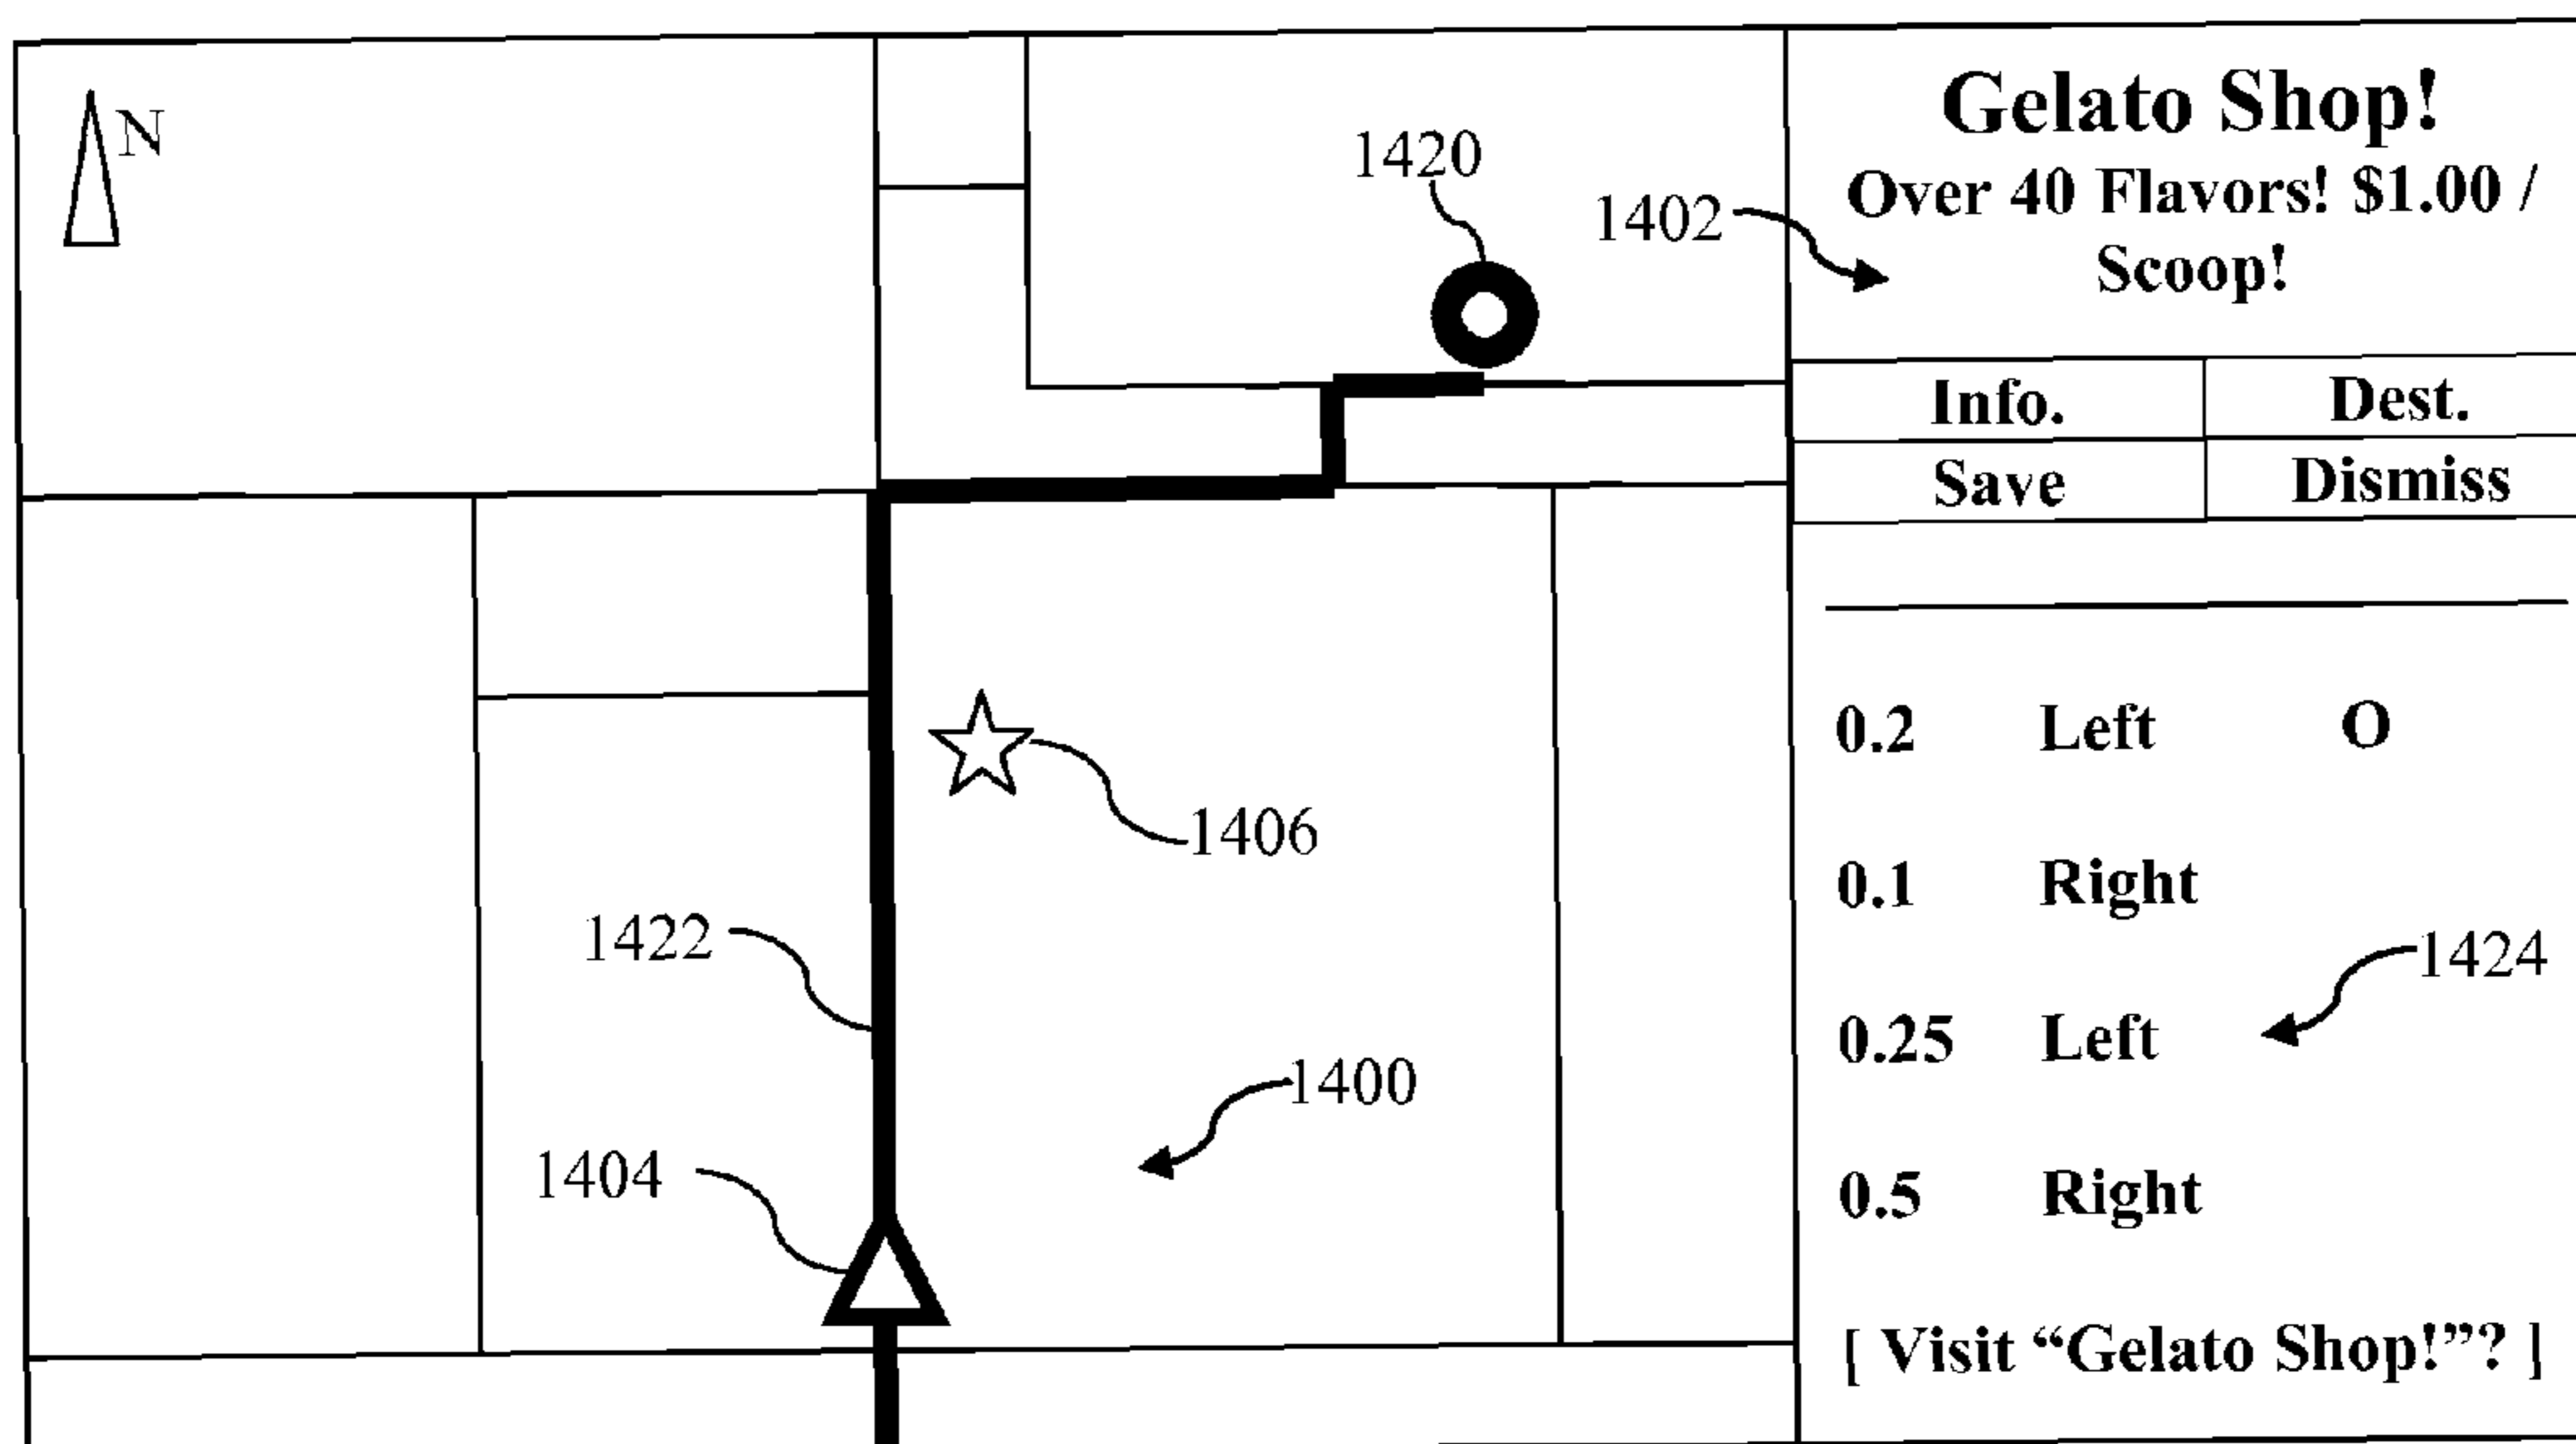 N
1420
1402
1406
1422
1400
1404
Gelato Shop!
Over 40 Flavors! $1.00 /
Scoop!
Info. Dest.
Save Dismiss
0.2 Left O
0.1 Right
1424
0.25 Left
0.5 Right
[ Visit “Gelato Shop!”? ]